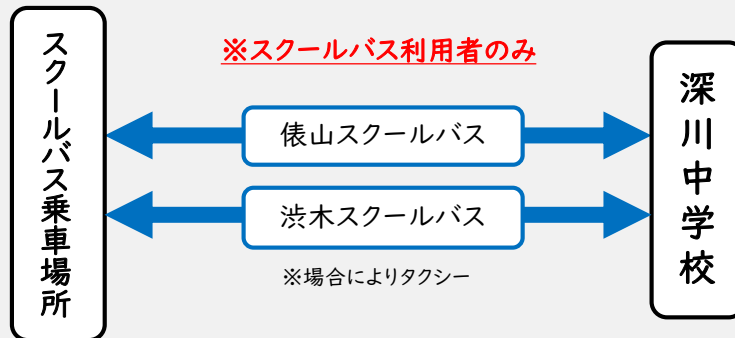 スクールバス乗車場所
※スクールバス利用者のみ
俵山スクールバス
渋木スクールバス
※場合によりタクシー
深川中学校